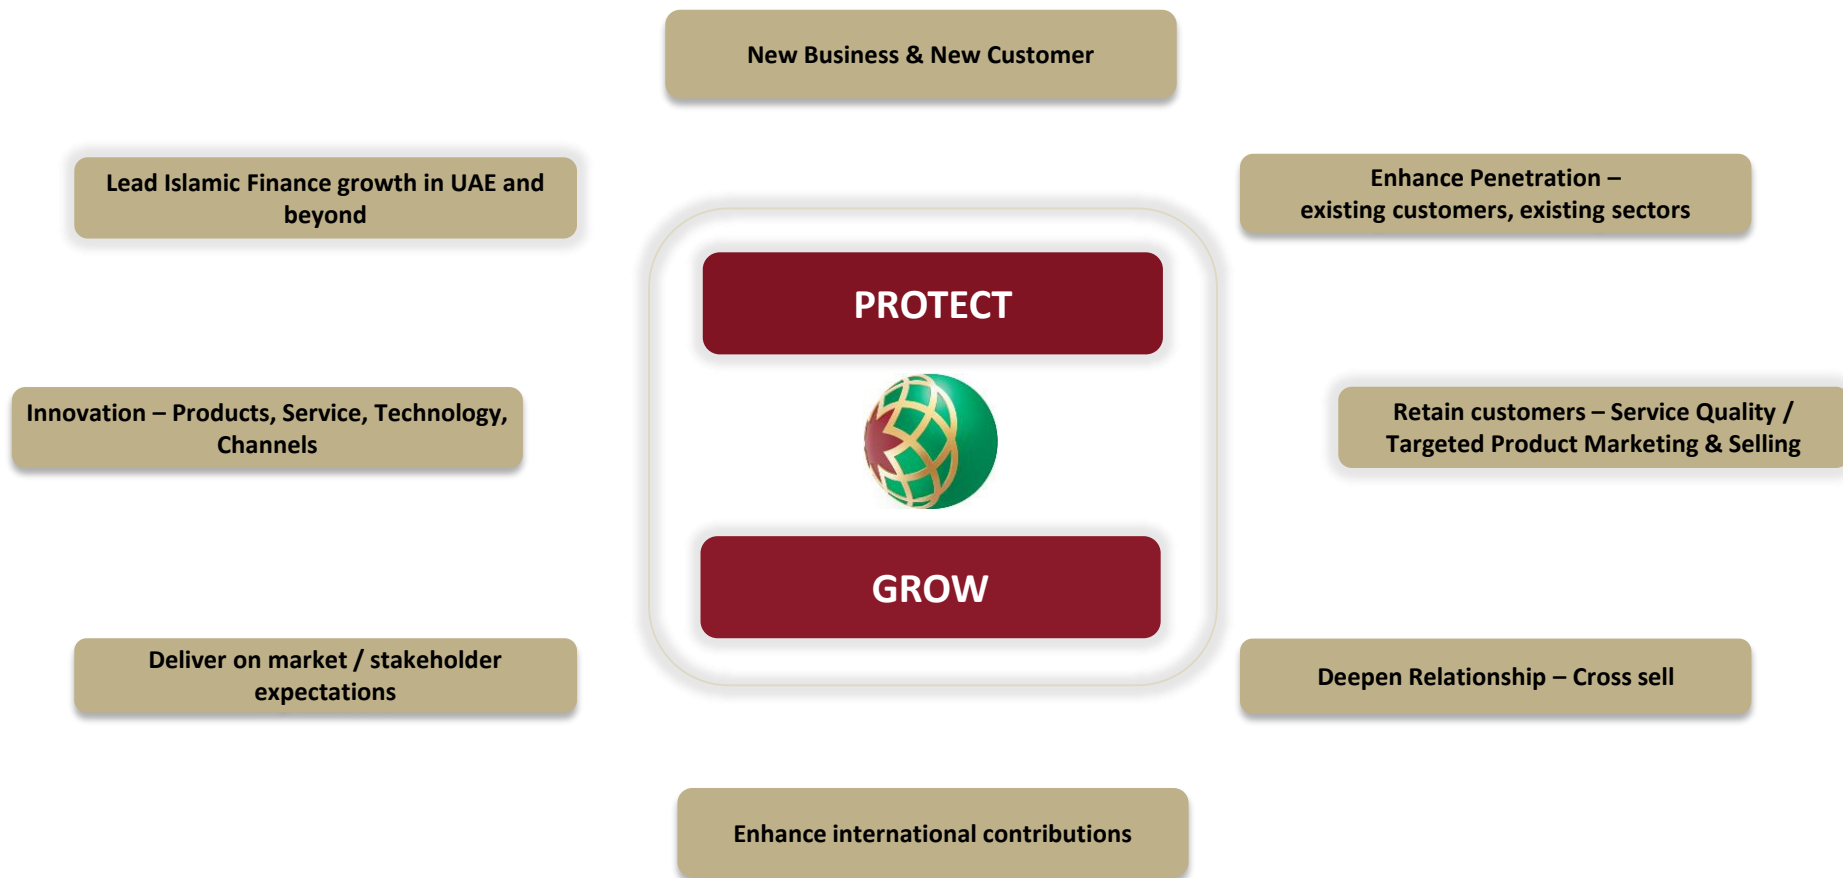 New Business & New Customer
Lead Islamic Finance growth in UAE and
beyond
Enhance Penetration –
existing customers, existing sectors
PROTECT
Innovation – Products, Service, Technology,
Channels
Retain customers – Service Quality /
Targeted Product Marketing & Selling
GROW
Deliver on market / stakeholder
expectations
Deepen Relationship – Cross sell
Enhance international contributions